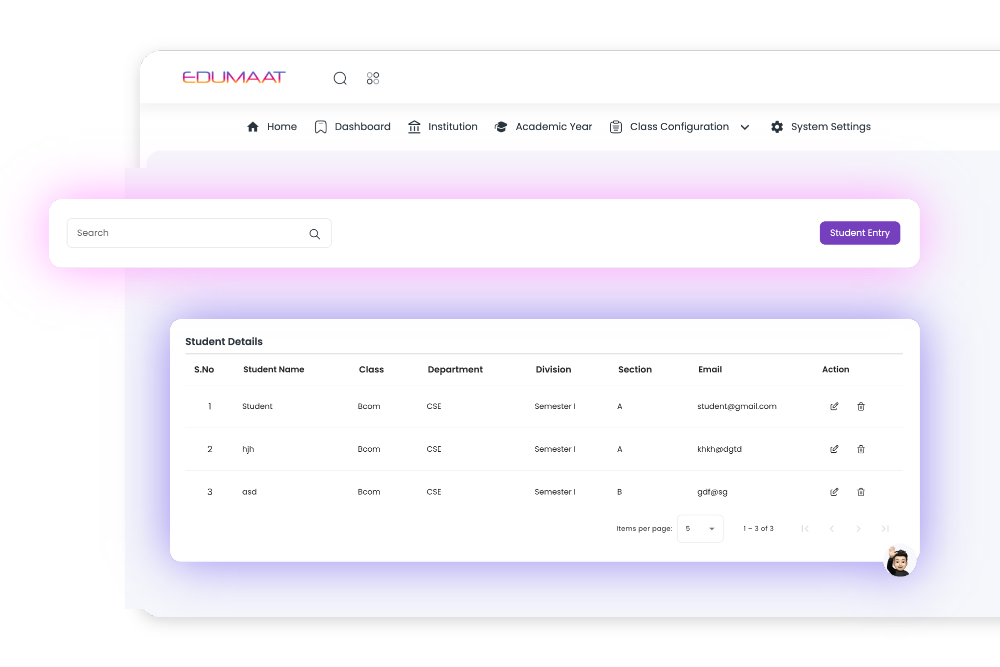 EDUMAAT
Home Dashboard Institution Academic Year Class Configuration System Settings
Search Student Entry
Student Details
S.No Student Name Class Department Division Section Email Action
1 Student Bcom CSE Semester I A student@gmail.com
2 hjh Bcom CSE Semester I A khkh@dgtd
3 asd Bcom CSE Semester I B gdf@sg
Items per page: 5 1 – 3 of 3